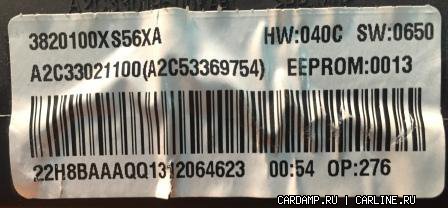 3820100XS56XA HW:040C SW:0650
A2C33021100(A2C53369754) EEPROM:0013
22H8BAAAQQ1312064623 00:54 OP:276
CARDAMP.RU | CARLINE.RU